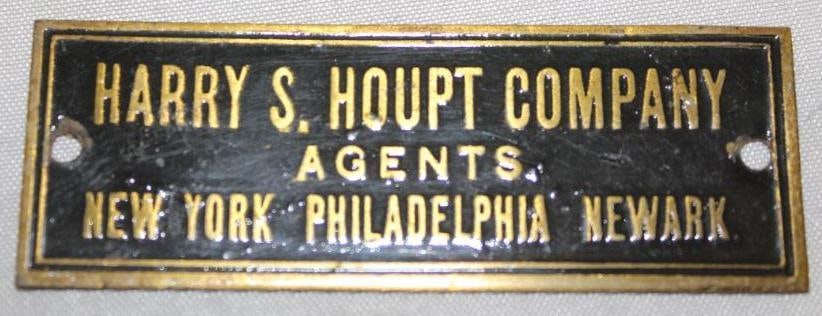 HARRY S. HOUPT COMPANY
AGENTS
NEW YORK PHILADELPHIA NEWARK